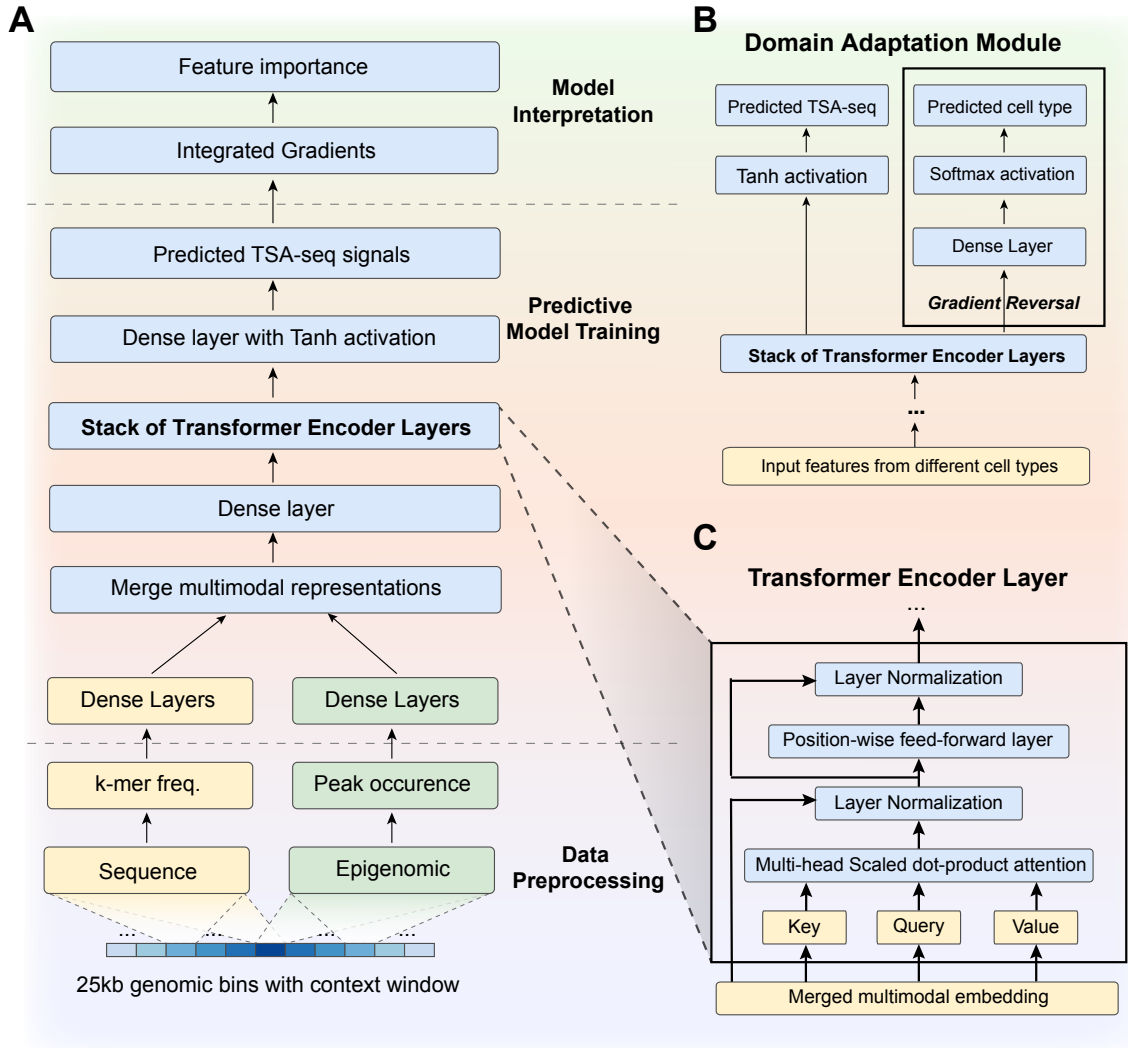 A
Feature importance
Integrated Gradients
Model
Interpretation
Predicted TSA-seq signals
Dense layer with Tanh activation
Predictive
Model Training
Stack of Transformer Encoder Layers
Dense layer
Merge multimodal representations
Dense Layers
Dense Layers
k-mer freq.
Peak occurence
Sequence
Epigenomic
Data
Preprocessing
...
...
...
...
25kb genomic bins with context window
B
Domain Adaptation Module
Predicted TSA-seq
Predicted cell type
Tanh activation
Softmax activation
Dense Layer
Gradient Reversal
Stack of Transformer Encoder Layers
...
Input features from different cell types
C
Transformer Encoder Layer
...
Layer Normalization
Position-wise feed-forward layer
Layer Normalization
Multi-head Scaled dot-product attention
Key
Query
Value
Merged multimodal embedding